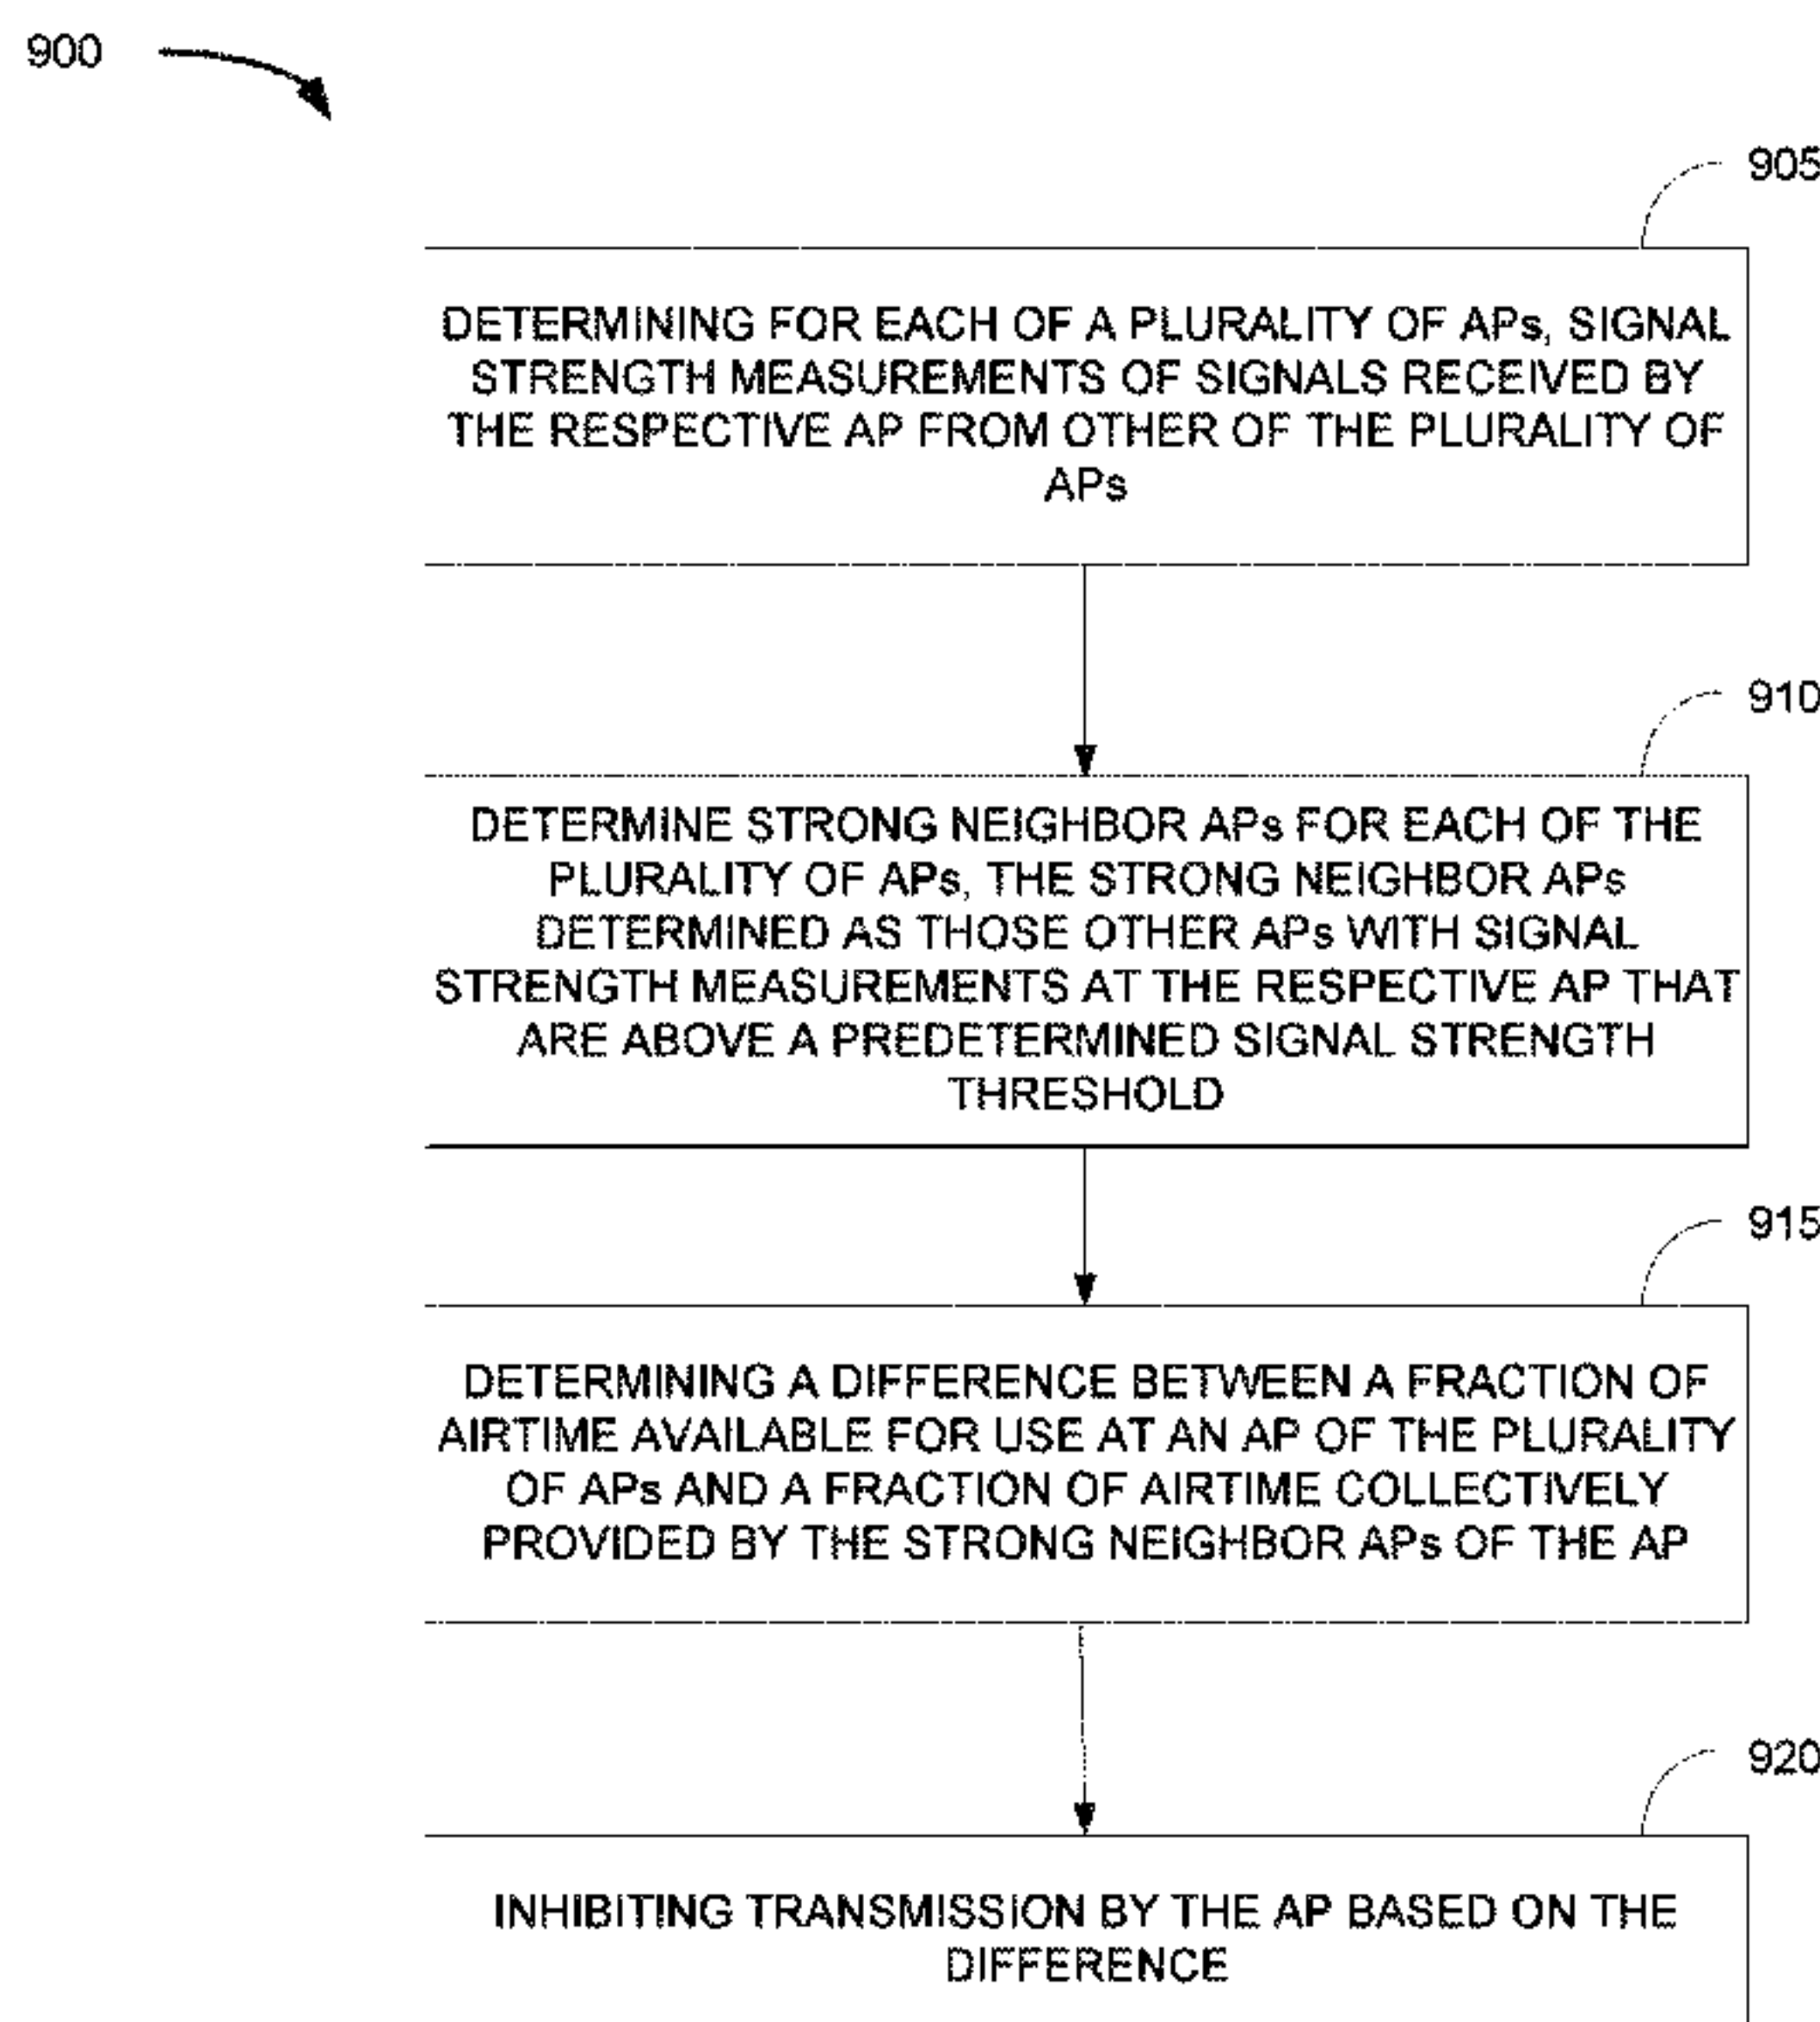 900
905
DETERMINING FOR EACH OF A PLURALITY OF APs, SIGNAL
STRENGTH MEASUREMENTS OF SIGNALS RECEIVED BY
THE RESPECTIVE AP FROM OTHER OF THE PLURALITY OF
APs
910
DETERMINE STRONG NEIGHBOR APs FOR EACH OF THE
PLURALITY OF APs, THE STRONG NEIGHBOR APs
DETERMINED AS THOSE OTHER APs WITH SIGNAL
STRENGTH MEASUREMENTS AT THE RESPECTIVE AP THAT
ARE ABOVE A PREDETERMINED SIGNAL STRENGTH
THRESHOLD
915
DETERMINING A DIFFERENCE BETWEEN A FRACTION OF
AIRTIME AVAILABLE FOR USE AT AN AP OF THE PLURALITY
OF APs AND A FRACTION OF AIRTIME COLLECTIVELY
PROVIDED BY THE STRONG NEIGHBOR APs OF THE AP
920
INHIBITING TRANSMISSION BY THE AP BASED ON THE
DIFFERENCE